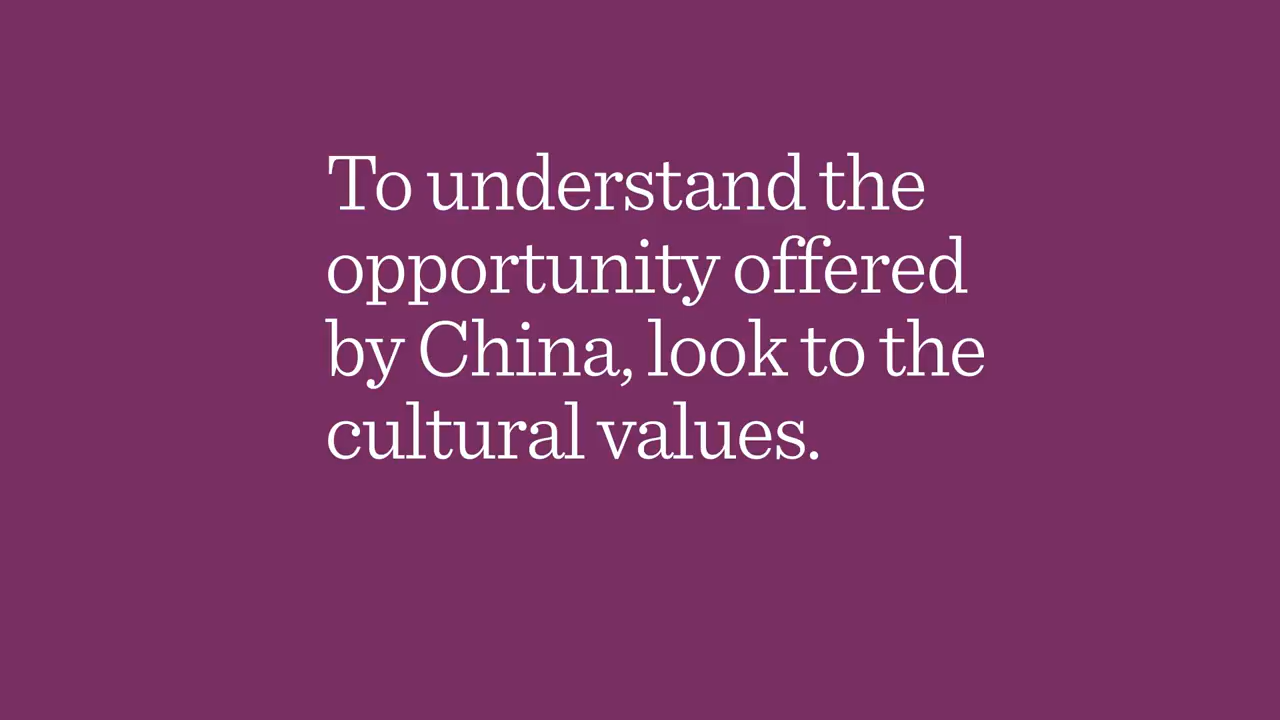 To understand the
opportunity offered
by China, look to the
cultural values.